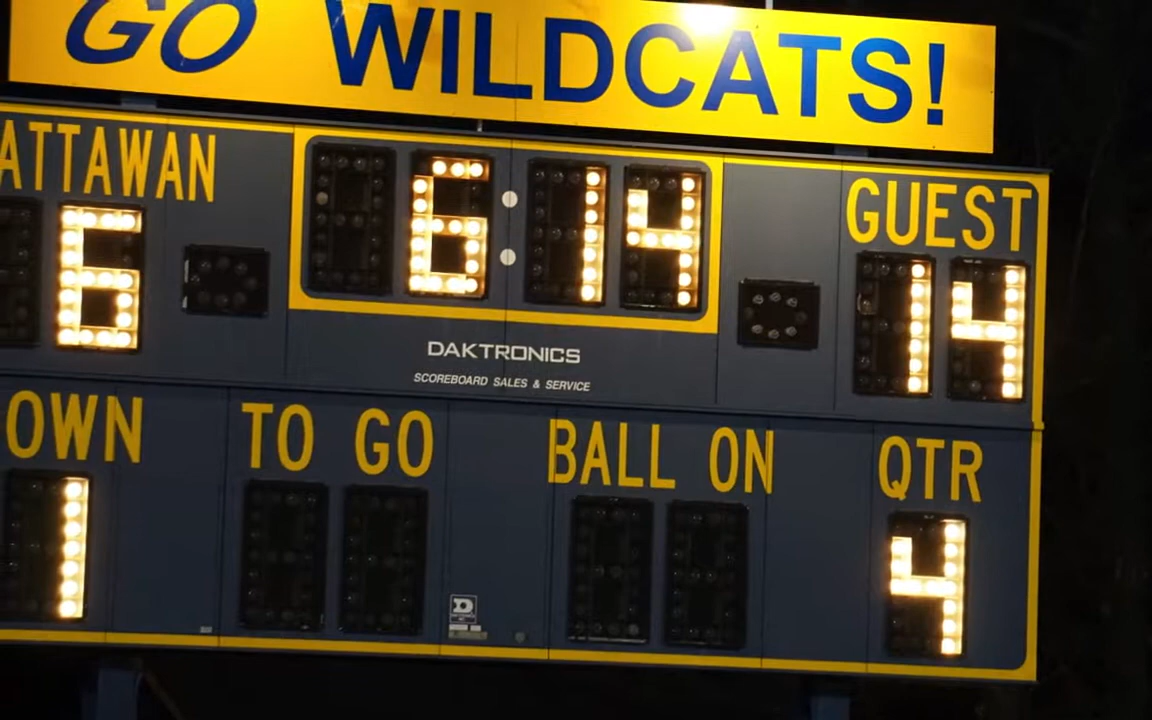 GO WILDCATS!
ATTAWAN 6:14 GUEST
6 14
DAKTRONICS
SCOREBOARD SALES & SERVICE
OWN TO GO BALL ON QTR
1 4